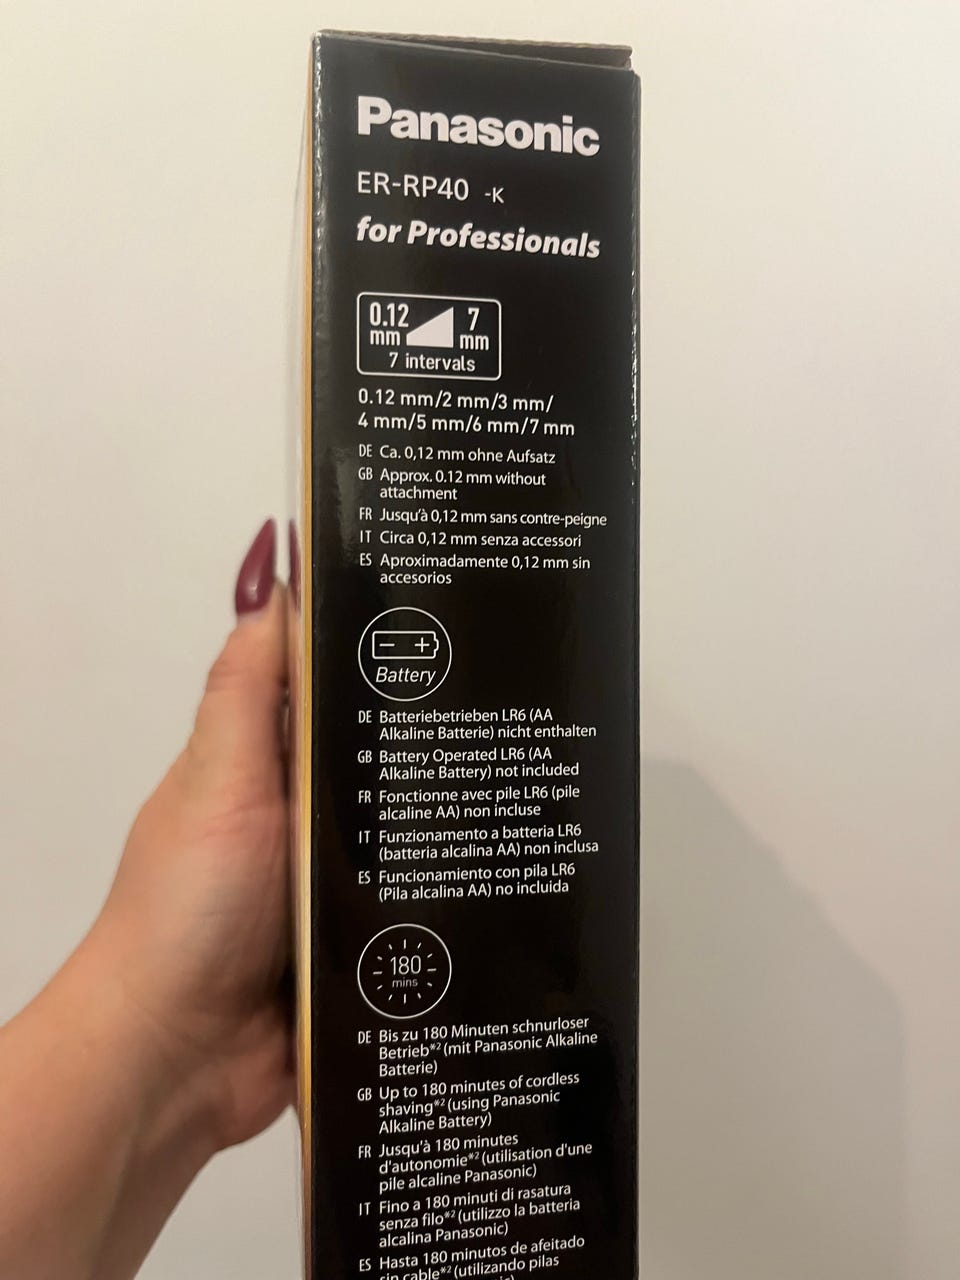 Panasonic
ER-RP40 -K
for Professionals
0.12 mm 7 mm
7 intervals
0.12 mm/2 mm/3 mm/
4 mm/5 mm/6 mm/7 mm
DE Ca. 0,12 mm ohne Aufsatz
GB Approx. 0.12 mm without
attachment
FR Jusqu'à 0,12 mm sans contre-peigne
IT Circa 0,12 mm senza accessori
ES Aproximadamente 0,12 mm sin
accesorios
- +
Battery
DE Batteriebetrieben LR6 (AA
Alkaline Batterie) nicht enthalten
GB Battery Operated LR6 (AA
Alkaline Battery) not included
FR Fonctionne avec pile LR6 (pile
alcaline AA) non incluse
IT Funzionamento a batteria LR6
(batteria alcalina AA) non inclusa
ES Funcionamiento con pila LR6
(Pila alcalina AA) no incluida
180
mins
DE Bis zu 180 Minuten schnurloser
Betrieb*2 (mit Panasonic Alkaline
Batterie)
GB Up to 180 minutes of cordless
shaving*2 (using Panasonic
Alkaline Battery)
FR Jusqu'à 180 minutes
d'autonomie*2 (utilisation d'une
pile alcaline Panasonic)
IT Fino a 180 minuti di rasatura
senza filo*2 (utilizzo la batteria
alcalina Panasonic)
ES Hasta 180 minutos de afeitado
sin cable*2 (utilizando pilas